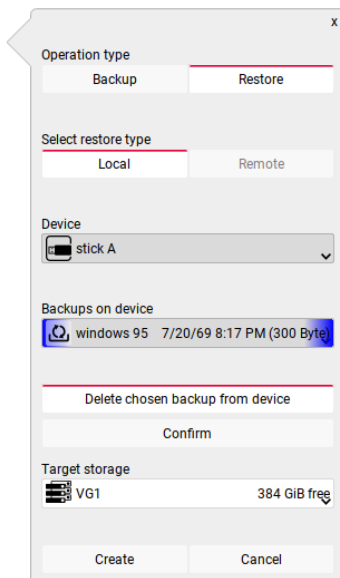 x
Operation type
Backup Restore
Select restore type
Local Remote
Device
stick A
Backups on device
windows 95 7/20/69 8:17 PM (300 Byte)
Delete chosen backup from device
Confirm
Target storage
VG1 384 GiB free
Create Cancel